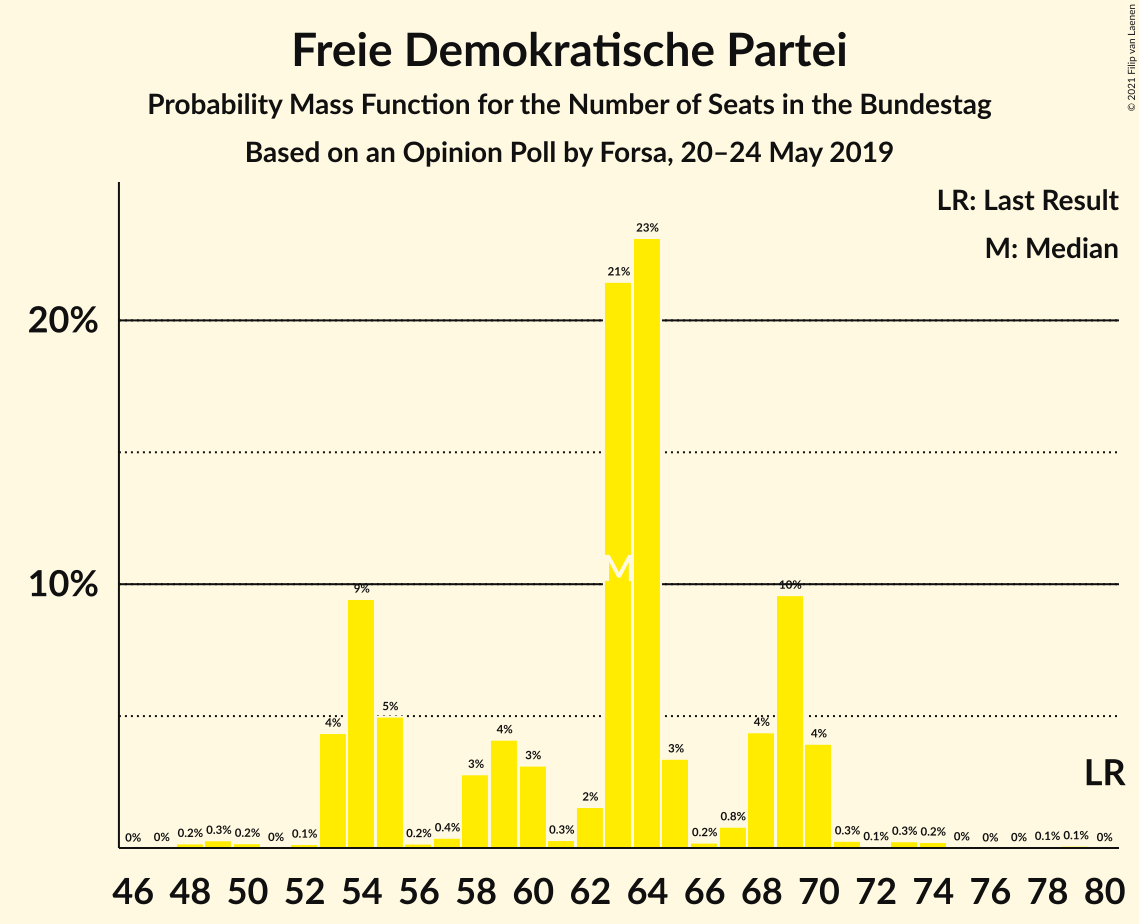 Freie Demokratische Partei
Probability Mass Function for the Number of Seats in the Bundestag
Based on an Opinion Poll by Forsa, 20–24 May 2019
© 2021 Filip van Laenen
LR: Last Result
M: Median
20%
10%
0% 0% 0.2% 0.3% 0.2% 0% 0.1% 4% 9% 5% 0.2% 0.4% 3% 4% 3% 0.3% 2% 21% 23% 3% 0.2% 0.8% 4% 10% 4% 0.3% 0.1% 0.3% 0.2% 0% 0% 0% 0.1% 0.1% 0%
M
LR
46 48 50 52 54 56 58 60 62 64 66 68 70 72 74 76 78 80